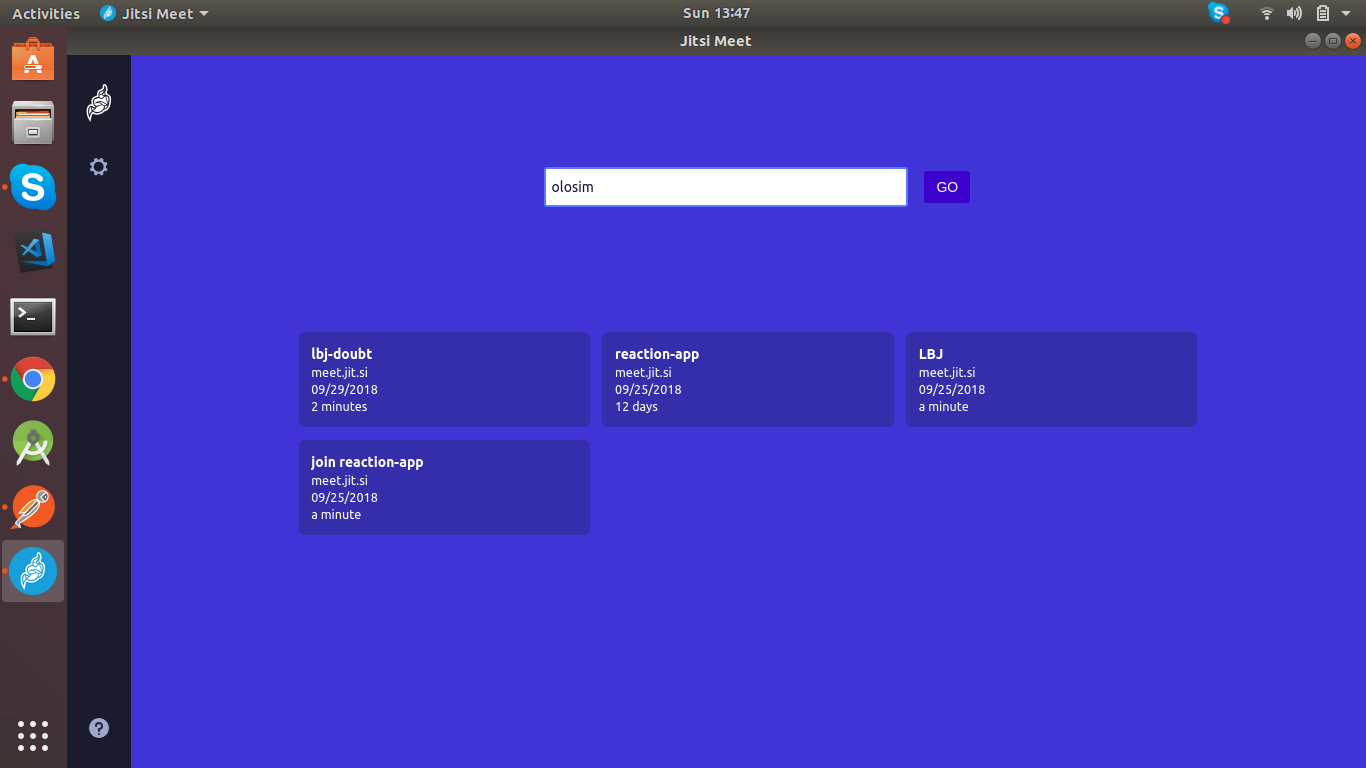 Activities Jitsi Meet Sun 13:47
Jitsi Meet
olosim GO
lbj-doubt
meet.jit.si
09/29/2018
2 minutes
reaction-app
meet.jit.si
09/25/2018
12 days
LBJ
meet.jit.si
09/25/2018
a minute
join reaction-app
meet.jit.si
09/25/2018
a minute